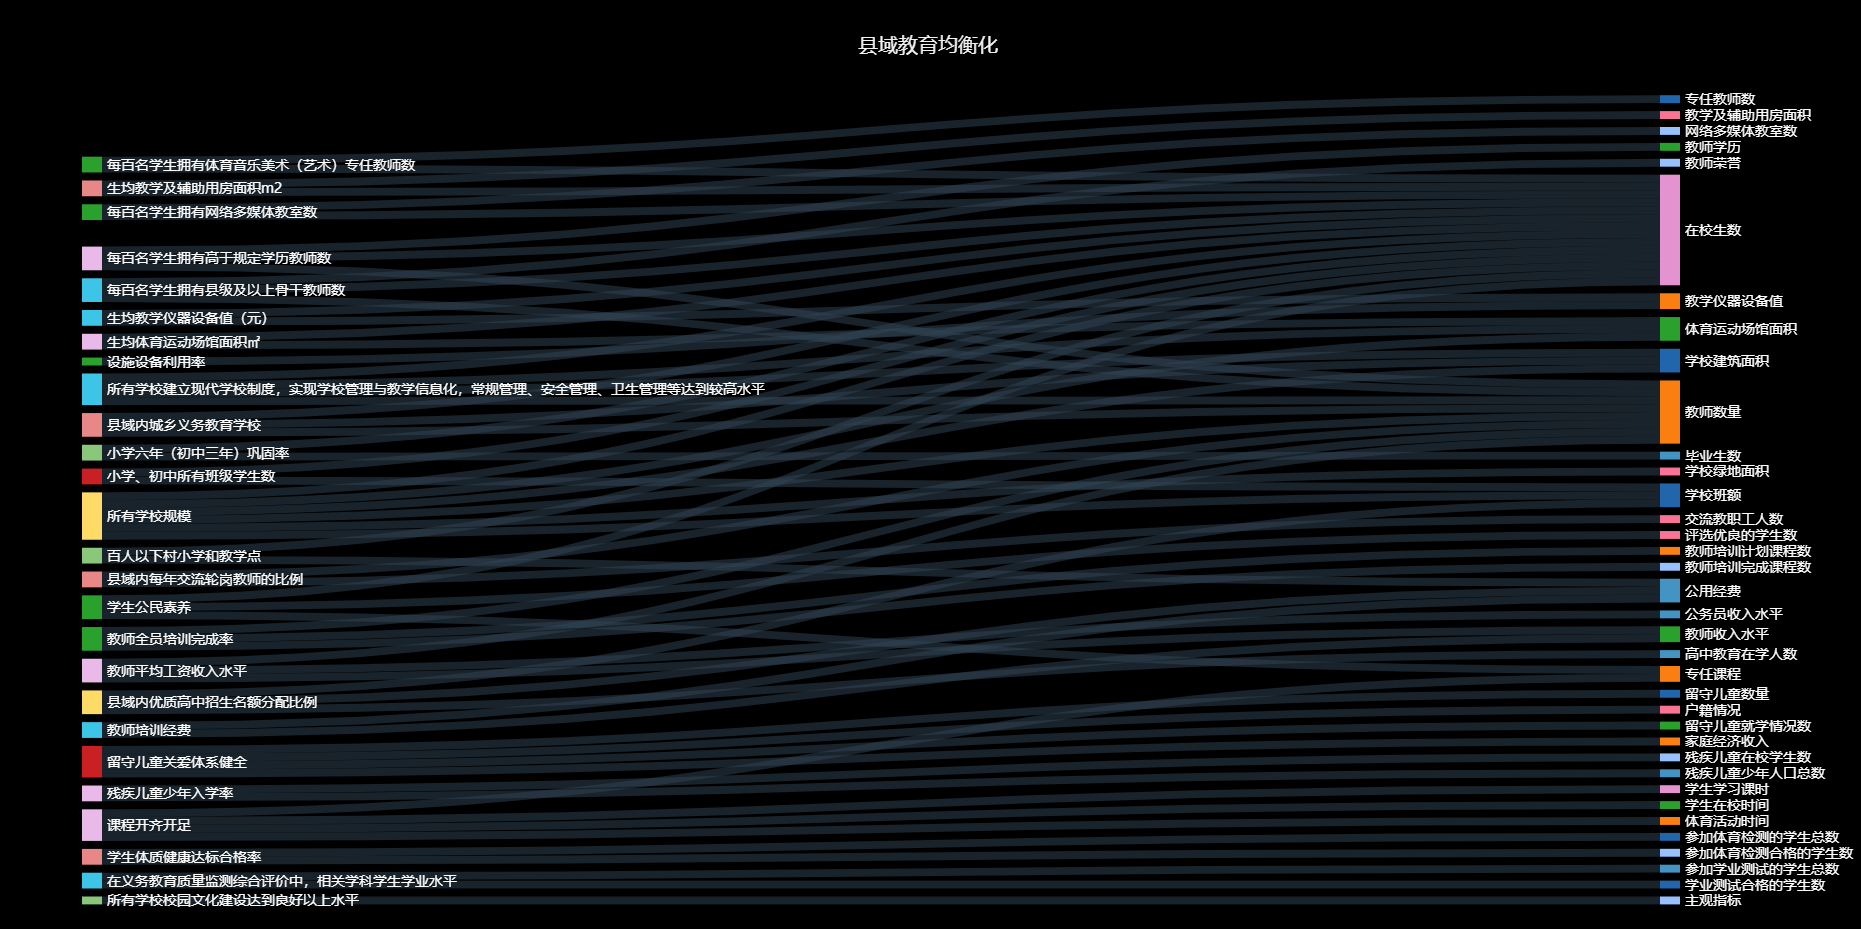 县域教育均衡化
每百名学生拥有体育音乐美术（艺术）专任教师数
生均教学及辅助用房面积m2
每百名学生拥有网络多媒体教室数
每百名学生拥有高于规定学历教师数
每百名学生拥有县级及以上骨干教师数
生均教学仪器设备值（元）
生均体育运动场馆面积㎡
设施设备利用率
所有学校建立现代学校制度，实现学校管理与教学信息化，常规管理、安全管理、卫生管理等达到较高水平
县域内城乡义务教育学校
小学六年（初中三年）巩固率
小学、初中所有班级学生数
所有学校规模
百人以下村小学和教学点
县域内每年交流轮岗教师的比例
学生公民素养
教师全员培训完成率
教师平均工资收入水平
县域内优质高中招生名额分配比例
教师培训经费
留守儿童关爱体系健全
残疾儿童少年入学率
课程开齐开足
学生体质健康达标合格率
在义务教育质量监测综合评价中，相关学科学生学业水平
所有学校校园文化建设达到良好以上水平
专任教师数
教学及辅助用房面积
网络多媒体教室数
教师学历
教师荣誉
在校生数
教学仪器设备值
体育运动场馆面积
学校建筑面积
教师数量
毕业生数
学校绿地面积
学校班额
交流教职工人数
评选优良的学生数
教师培训计划课程数
教师培训完成课程数
公用经费
公务员收入水平
教师收入水平
高中教育在学人数
专任课程
留守儿童数量
户籍情况
留守儿童就学情况数
家庭经济收入
残疾儿童在校学生数
残疾儿童少年人口总数
学生学习课时
学生在校时间
体育活动时间
参加体育检测的学生总数
参加体育检测合格的学生数
参加学业测试的学生总数
学业测试合格的学生数
主观指标